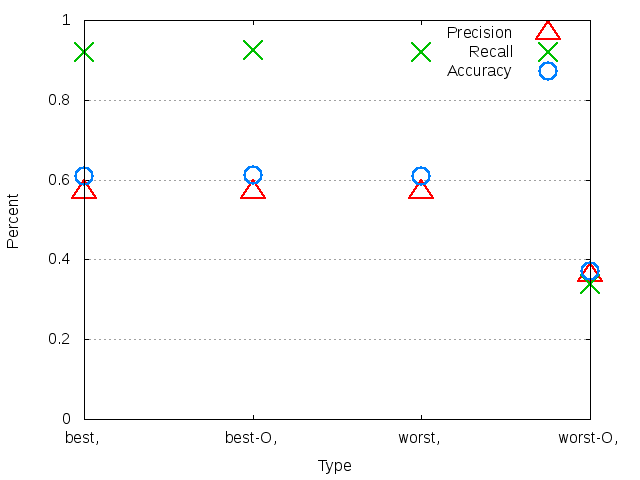 1
Precision
Recall
Accuracy
0.8
0.6
0.4
0.2
0
Percent
best,
best-O,
worst,
worst-O,
Type